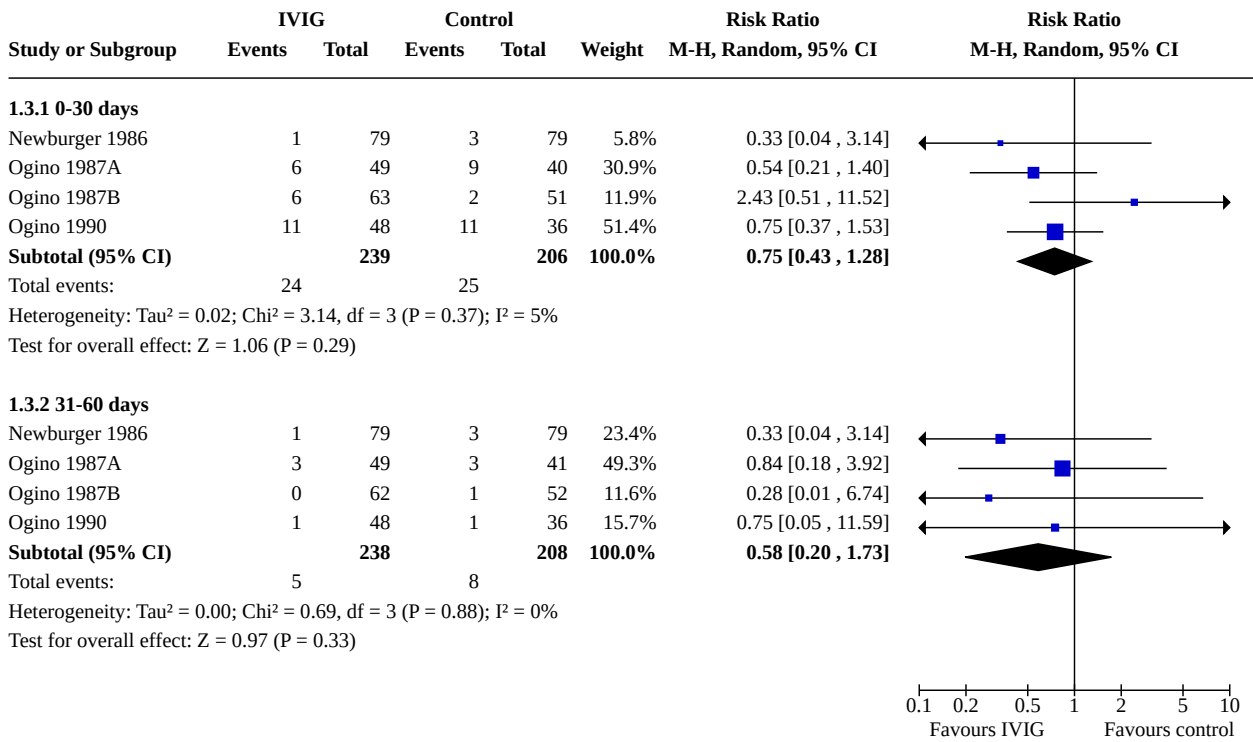 IVIG Control Risk Ratio Risk Ratio
Study or Subgroup Events Total Events Total Weight M-H, Random, 95% CI M-H, Random, 95% CI
1.3.1 0-30 days
Newburger 1986 1 79 3 79 5.8% 0.33 [0.04 , 3.14]
Ogino 1987A 6 49 9 40 30.9% 0.54 [0.21 , 1.40]
Ogino 1987B 6 63 2 51 11.9% 2.43 [0.51 , 11.52]
Ogino 1990 11 48 11 36 51.4% 0.75 [0.37 , 1.53]
Subtotal (95% CI) 239 206 100.0% 0.75 [0.43 , 1.28]
Total events: 24 25
Heterogeneity: Tau² = 0.02; Chi² = 3.14, df = 3 (P = 0.37); I² = 5%
Test for overall effect: Z = 1.06 (P = 0.29)
1.3.2 31-60 days
Newburger 1986 1 79 3 79 23.4% 0.33 [0.04 , 3.14]
Ogino 1987A 3 49 3 41 49.3% 0.84 [0.18 , 3.92]
Ogino 1987B 0 62 1 52 11.6% 0.28 [0.01 , 6.74]
Ogino 1990 1 48 1 36 15.7% 0.75 [0.05 , 11.59]
Subtotal (95% CI) 238 208 100.0% 0.58 [0.20 , 1.73]
Total events: 5 8
Heterogeneity: Tau² = 0.00; Chi² = 0.69, df = 3 (P = 0.88); I² = 0%
Test for overall effect: Z = 0.97 (P = 0.33)
0.1 0.2 0.5 1 2 5 10
Favours IVIG Favours control